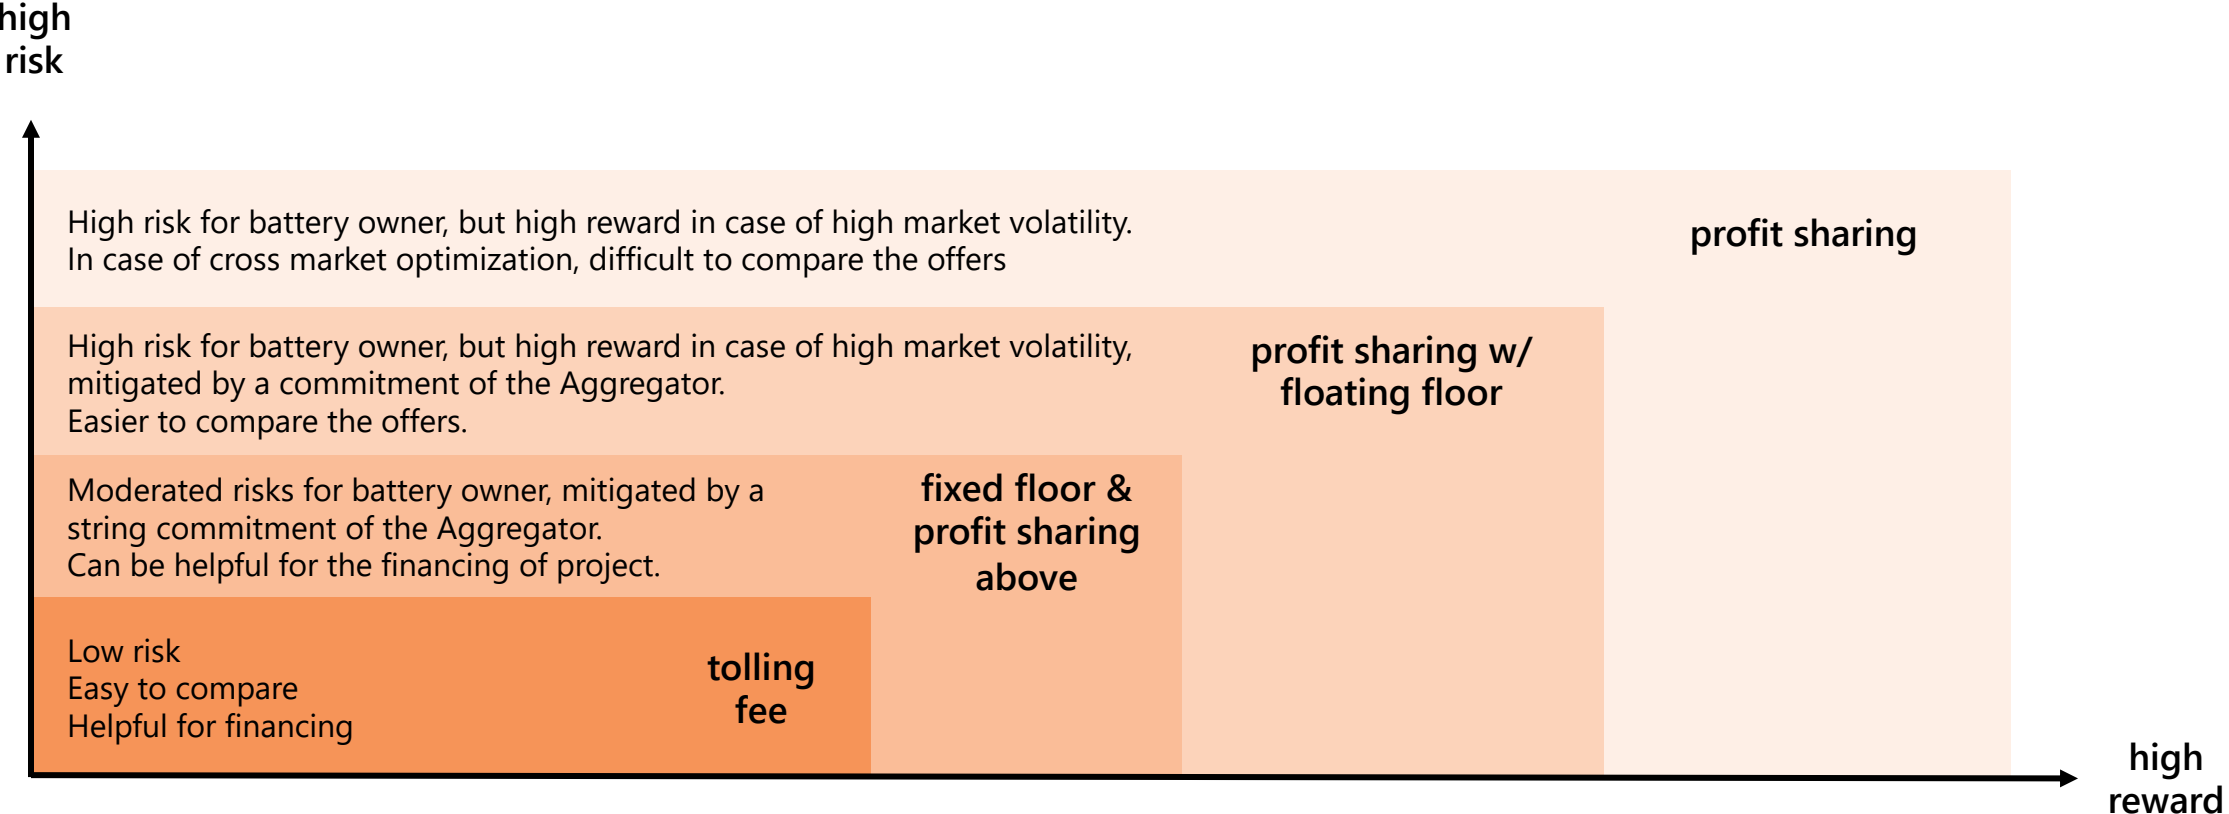 high
risk
High risk for battery owner, but high reward in case of high market volatility.
In case of cross market optimization, difficult to compare the offers
profit sharing
High risk for battery owner, but high reward in case of high market volatility,
mitigated by a commitment of the Aggregator.
Easier to compare the offers.
profit sharing w/
floating floor
Moderated risks for battery owner, mitigated by a
string commitment of the Aggregator.
Can be helpful for the financing of project.
fixed floor &
profit sharing
above
Low risk
Easy to compare
Helpful for financing
tolling
fee
high
reward